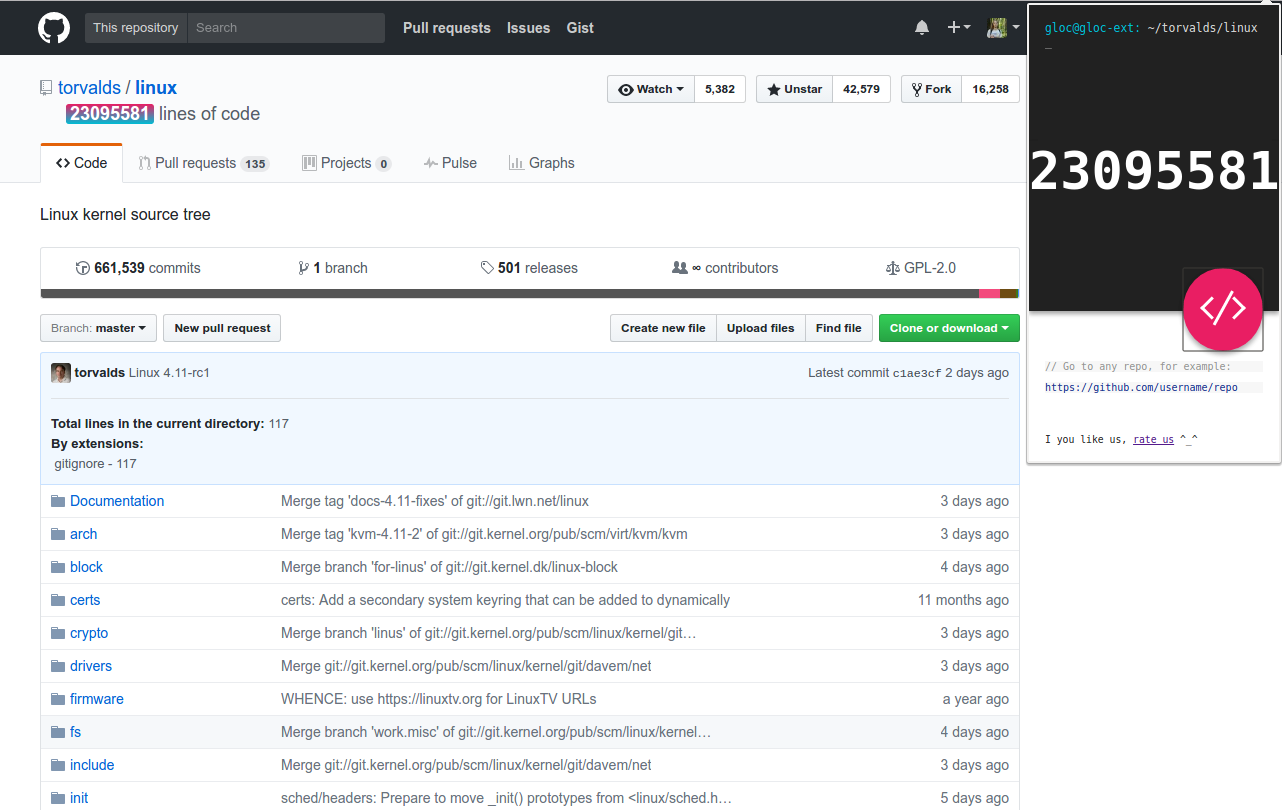 This repository Search Pull requests Issues Gist
torvalds / linux
Watch 5,382 Unstar 42,579 Fork 16,258
23095581 lines of code
Code Pull requests 135 Projects 0 Pulse Graphs
Linux kernel source tree
661,539 commits 1 branch 501 releases ∞ contributors GPL-2.0
Branch: master New pull request Create new file Upload files Find file Clone or download
torvalds Linux 4.11-rc1 Latest commit c1ae3cf 2 days ago
Total lines in the current directory: 117
By extensions:
gitignore - 117
Documentation Merge tag 'docs-4.11-fixes' of git://git.lwn.net/linux 3 days ago
arch Merge tag 'kvm-4.11-2' of git://git.kernel.org/pub/scm/virt/kvm/kvm 3 days ago
block Merge branch 'for-linus' of git://git.kernel.dk/linux-block 4 days ago
certs certs: Add a secondary system keyring that can be added to dynamically 11 months ago
crypto Merge branch 'linus' of git://git.kernel.org/pub/scm/linux/kernel/git… 3 days ago
drivers Merge git://git.kernel.org/pub/scm/linux/kernel/git/davem/net 3 days ago
firmware WHENCE: use https://linuxtv.org for LinuxTV URLs a year ago
fs Merge branch 'work.misc' of git://git.kernel.org/pub/scm/linux/kernel… 4 days ago
include Merge git://git.kernel.org/pub/scm/linux/kernel/git/davem/net 3 days ago
init sched/headers: Prepare to move _init() prototypes from <linux/sched.h… 5 days ago
gloc@gloc-ext: ~/torvalds/linux
_
23095581
</>
// Go to any repo, for example:
https://github.com/username/repo
I you like us, rate us ^_^